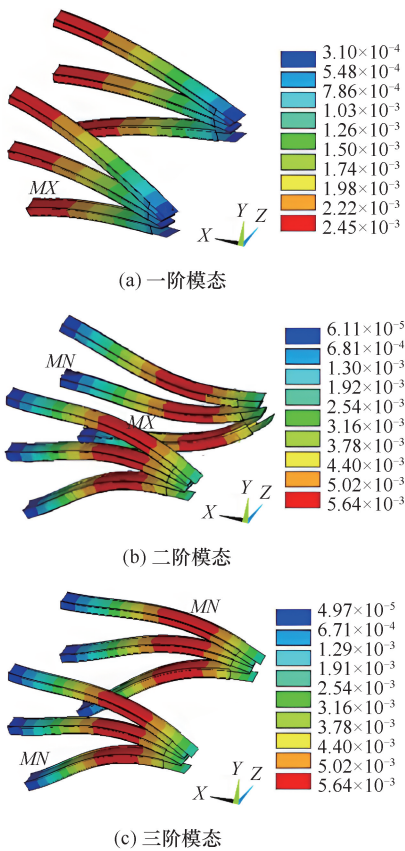 3.10×10⁻⁴
5.48×10⁻⁴
7.86×10⁻⁴
1.03×10⁻³
1.26×10⁻³
1.50×10⁻³
1.74×10⁻³
1.98×10⁻³
2.22×10⁻³
2.45×10⁻³
MX
Y
Z
X
(a) 一阶模态
6.11×10⁻⁵
6.81×10⁻⁴
1.30×10⁻³
1.92×10⁻³
2.54×10⁻³
3.16×10⁻³
3.78×10⁻³
4.40×10⁻³
5.02×10⁻³
5.64×10⁻³
MN
MX
Y
Z
X
(b) 二阶模态
4.97×10⁻⁵
6.71×10⁻⁴
1.29×10⁻³
1.91×10⁻³
2.54×10⁻³
3.16×10⁻³
3.78×10⁻³
4.40×10⁻³
5.02×10⁻³
5.64×10⁻³
MN
MN
Y
Z
X
(c) 三阶模态